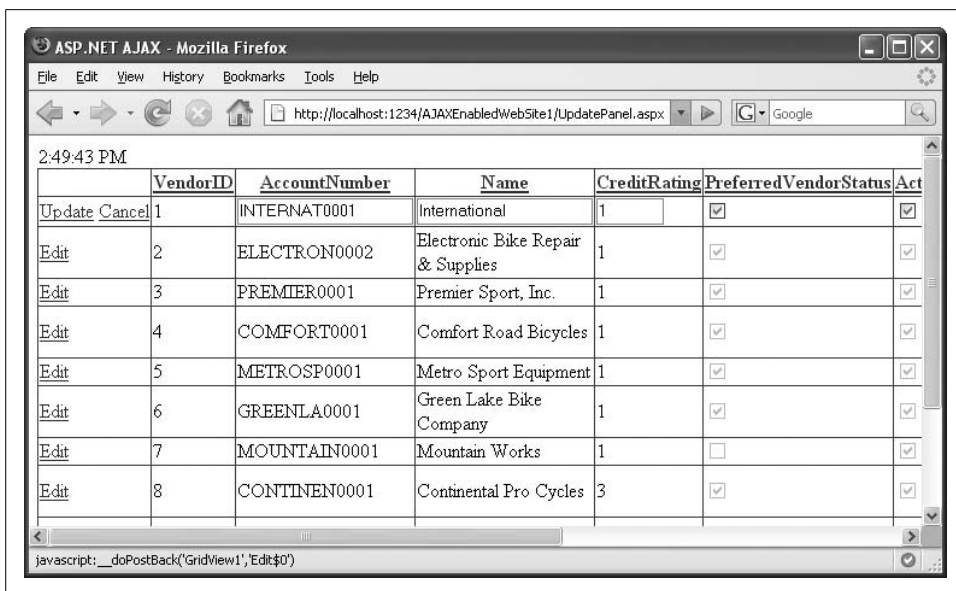 ASP.NET AJAX - Mozilla Firefox
File Edit View History Bookmarks Tools Help
http://localhost:1234/AJAXEnabledWebSite1/UpdatePanel.aspx G Google
2:49:43 PM
VendorID AccountNumber Name CreditRating PreferredVendorStatus Act
Update Cancel 1 INTERNAT0001 International 1
Edit 2 ELECTRON0002 Electronic Bike Repair
& Supplies 1
Edit 3 PREMIER0001 Premier Sport, Inc. 1
Edit 4 COMFORT0001 Comfort Road Bicycles 1
Edit 5 METROSP0001 Metro Sport Equipment 1
Edit 6 GREENLA0001 Green Lake Bike
Company 1
Edit 7 MOUNTAIN0001 Mountain Works 1
Edit 8 CONTINEN0001 Continental Pro Cycles 3
javascript:__doPostBack('GridView1','Edit$0')